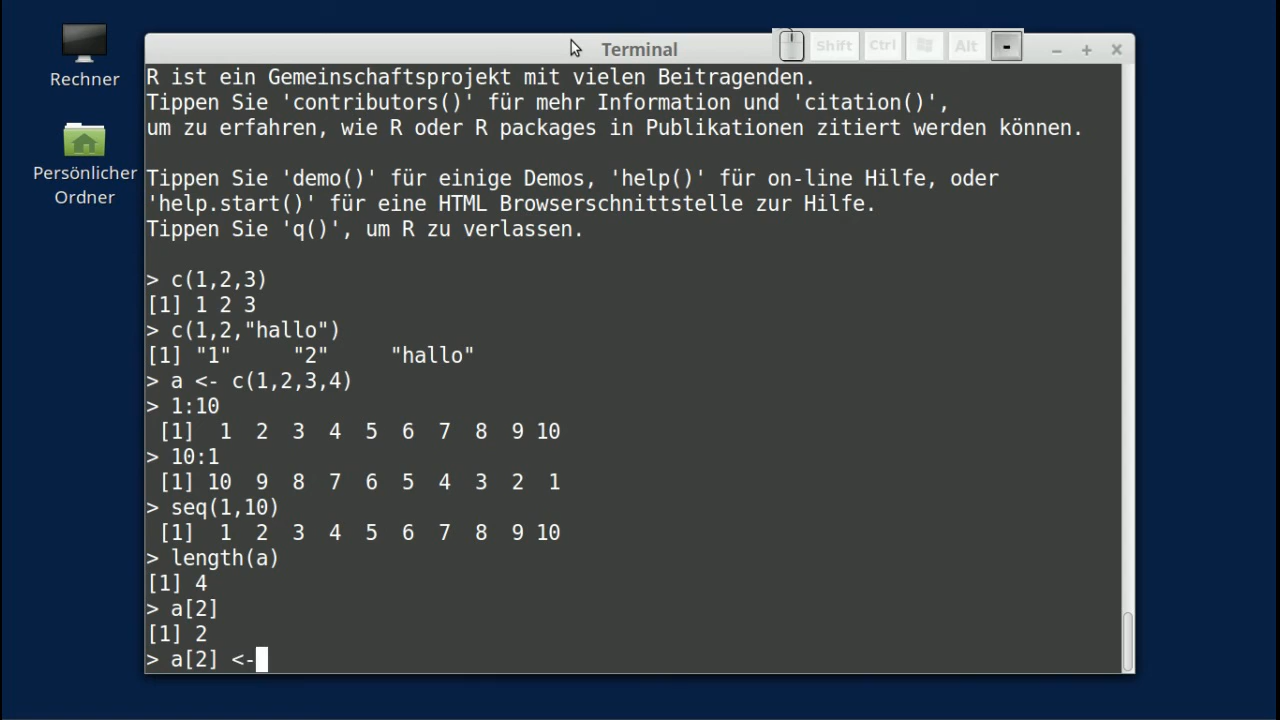 Rechner
Persönlicher
Ordner
Terminal
Shift
Ctrl
Alt
-
R ist ein Gemeinschaftsprojekt mit vielen Beitragenden.
Tippen Sie 'contributors()' für mehr Information und 'citation()',
um zu erfahren, wie R oder R packages in Publikationen zitiert werden können.
Tippen Sie 'demo()' für einige Demos, 'help()' für on-line Hilfe, oder
'help.start()' für eine HTML Browserschnittstelle zur Hilfe.
Tippen Sie 'q()', um R zu verlassen.
> c(1,2,3)
[1] 1 2 3
> c(1,2,"hallo")
[1] "1"     "2"     "hallo"
> a <- c(1,2,3,4)
> 1:10
 [1]  1  2  3  4  5  6  7  8  9 10
> 10:1
 [1] 10  9  8  7  6  5  4  3  2  1
> seq(1,10)
 [1]  1  2  3  4  5  6  7  8  9 10
> length(a)
[1] 4
> a[2]
[1] 2
> a[2] <-